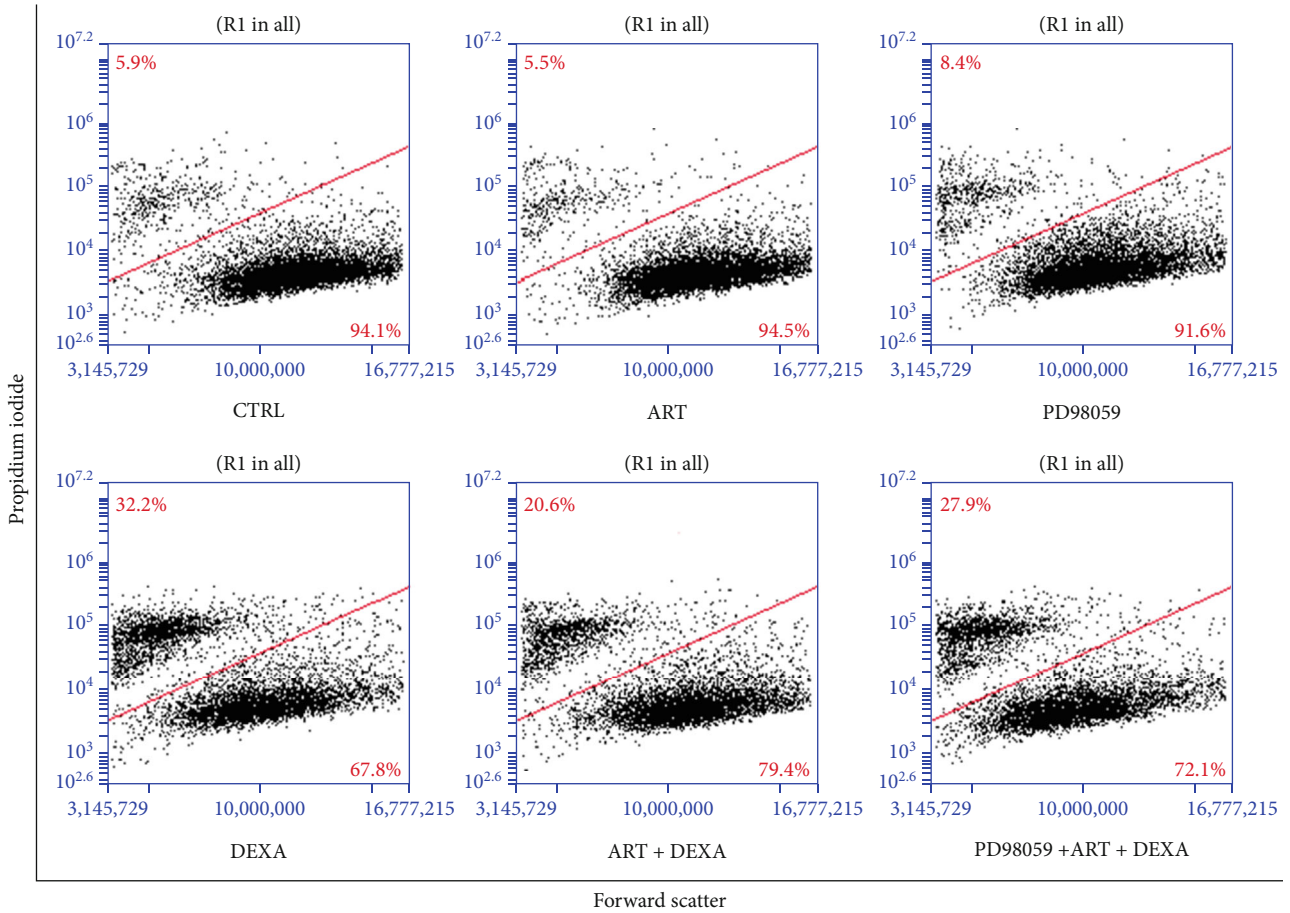 (R1 in all) (R1 in all) (R1 in all)
10^7.2 10^7.2 10^7.2
5.9% 5.5% 8.4%
10^6 10^6 10^6
10^5 10^5 10^5
10^4 10^4 10^4
10^3 10^3 10^3
94.1% 94.5% 91.6%
10^2.6 10^2.6 10^2.6
3,145,729 10,000,000 16,777,215 3,145,729 10,000,000 16,777,215 3,145,729 10,000,000 16,777,215
CTRL ART PD98059
Propidium iodide
(R1 in all) (R1 in all) (R1 in all)
10^7.2 10^7.2 10^7.2
32.2% 20.6% 27.9%
10^6 10^6 10^6
10^5 10^5 10^5
10^4 10^4 10^4
10^3 10^3 10^3
67.8% 79.4% 72.1%
10^2.6 10^2.6 10^2.6
3,145,729 10,000,000 16,777,215 3,145,729 10,000,000 16,777,215 3,145,729 10,000,000 16,777,215
DEXA ART + DEXA PD98059 +ART + DEXA
Forward scatter